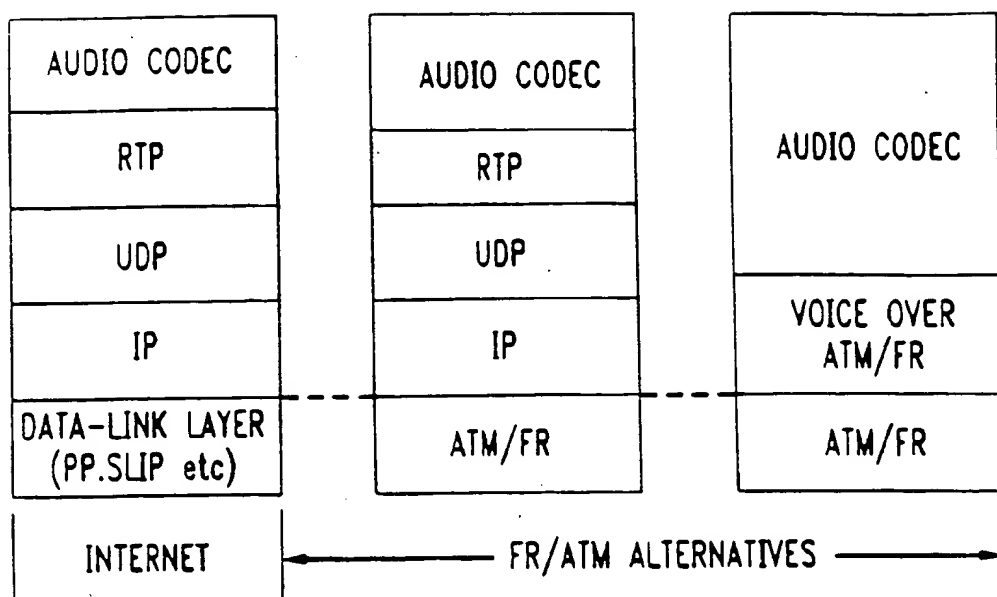 AUDIO CODEC
RTP
UDP
IP
DATA-LINK LAYER
(PP.SLIP etc)
INTERNET
AUDIO CODEC
RTP
UDP
IP
ATM/FR
AUDIO CODEC
VOICE OVER
ATM/FR
ATM/FR
FR/ATM ALTERNATIVES